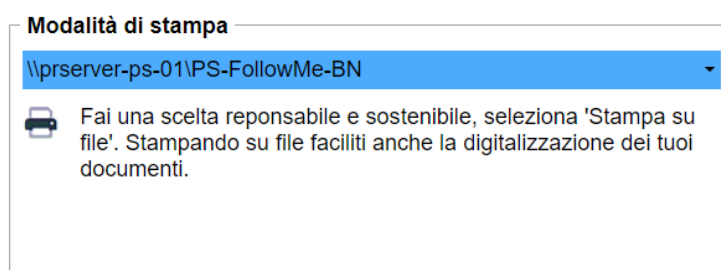 Modalità di stampa
\\prserver-ps-01\PS-FollowMe-BN
Fai una scelta reponsabile e sostenibile, seleziona 'Stampa su
file'. Stampando su file faciliti anche la digitalizzazione dei tuoi
documenti.